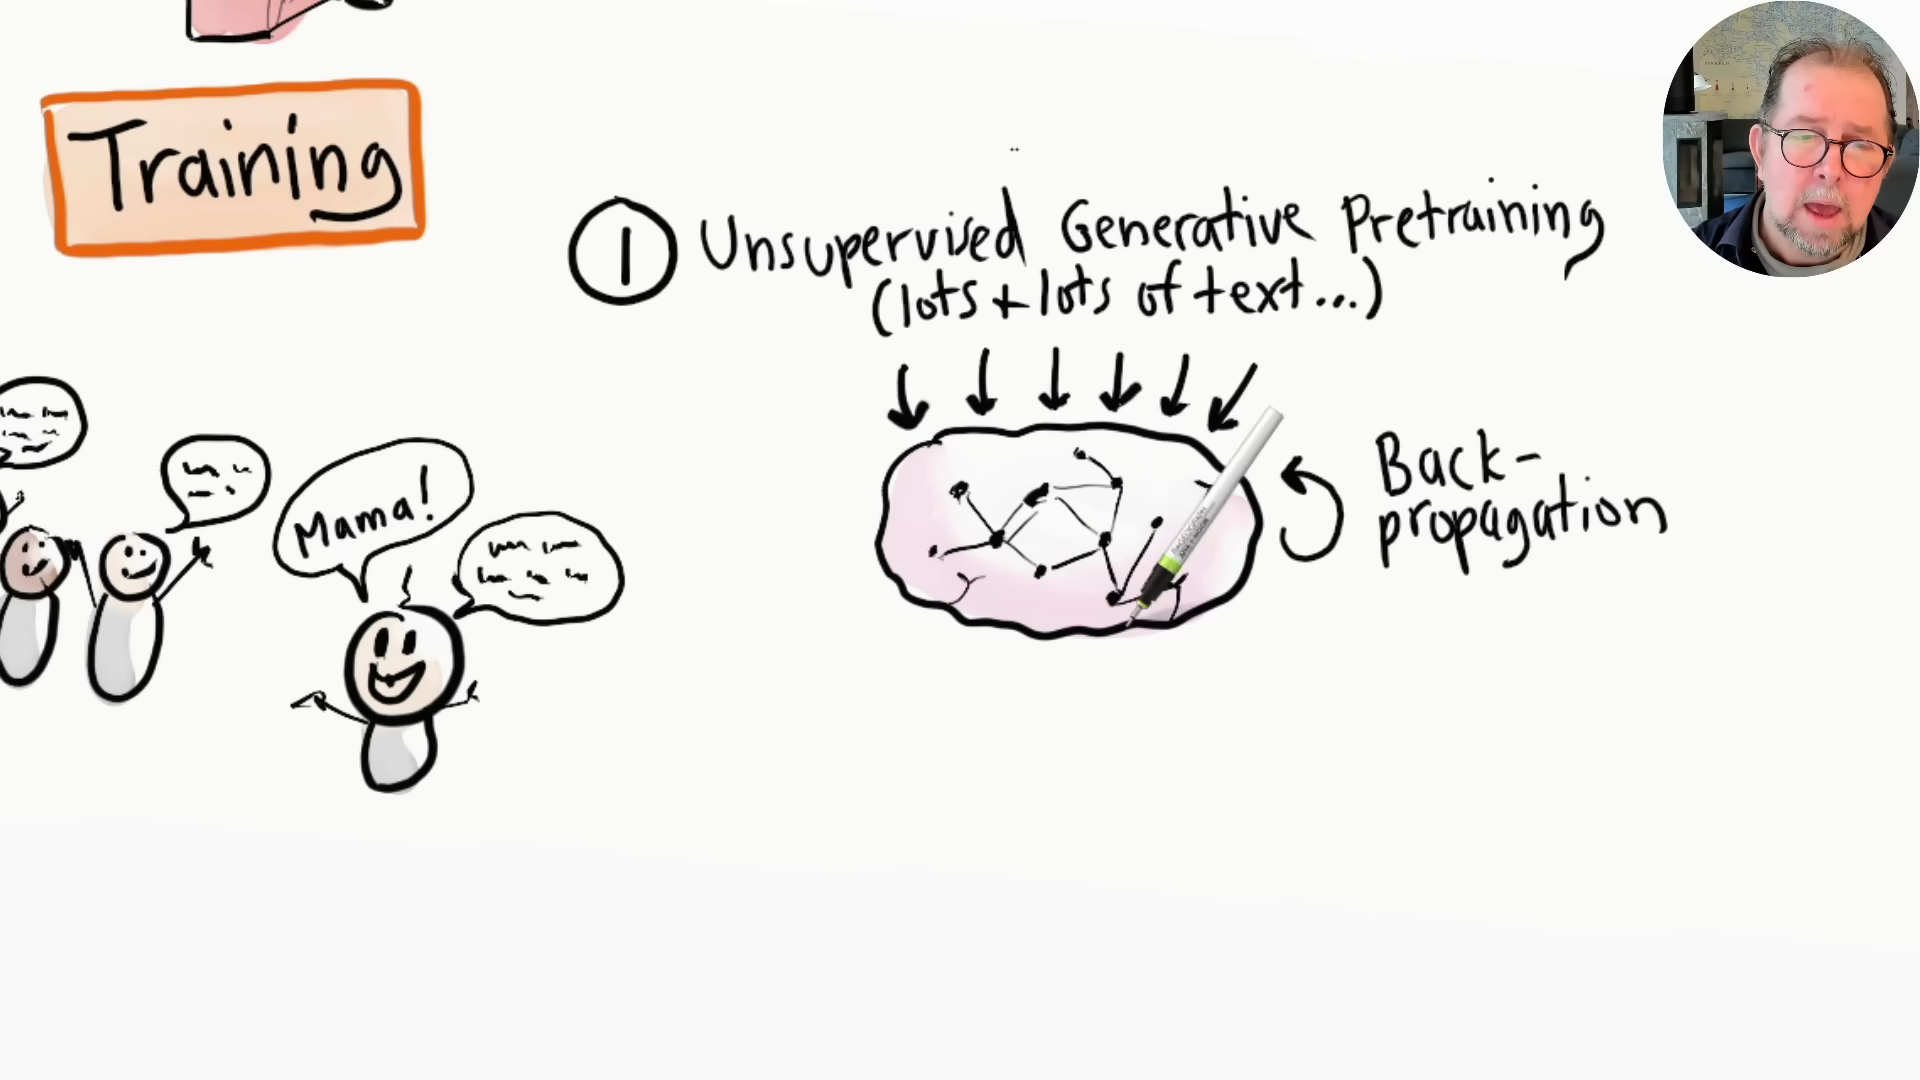 Training
1 Unsupervised Generative Pretraining
(lots + lots of text...)
Back-
propagation
Mama!